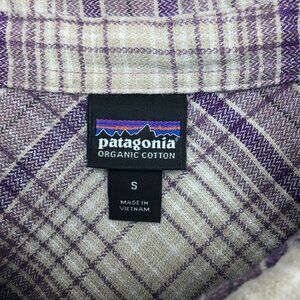 patagonia
ORGANIC COTTON
S
MADE IN
VIETNAM